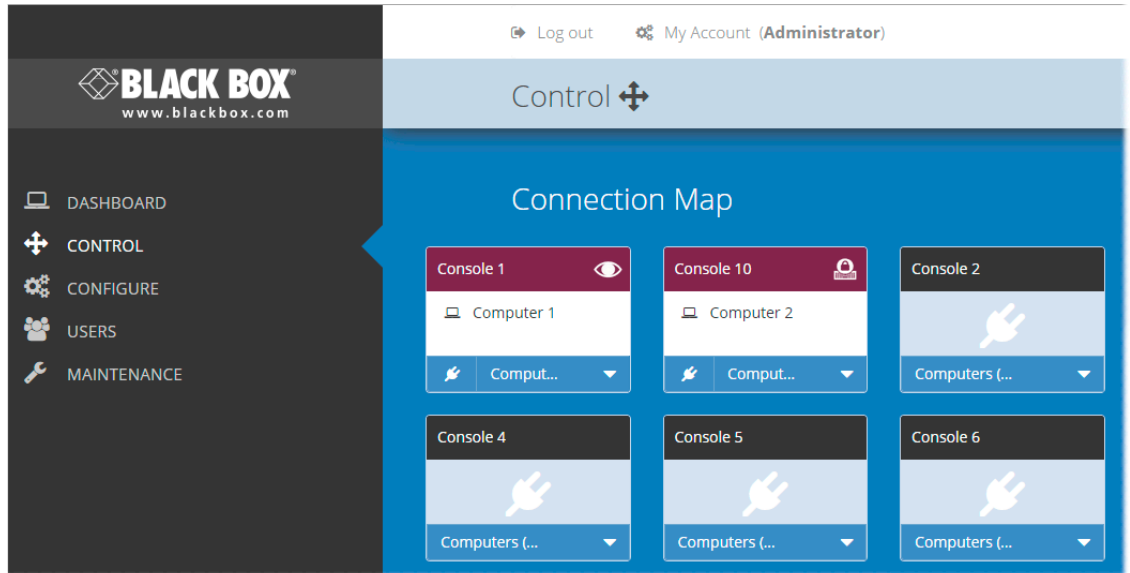 Log out My Account (Administrator)
BLACK BOX®
www.blackbox.com
Control
DASHBOARD
CONTROL
CONFIGURE
USERS
MAINTENANCE
Connection Map
Console 1
Computer 1
Comput...
Console 10
Computer 2
Comput...
Console 2
Computers (...
Console 4
Computers (...
Console 5
Computers (...
Console 6
Computers (...